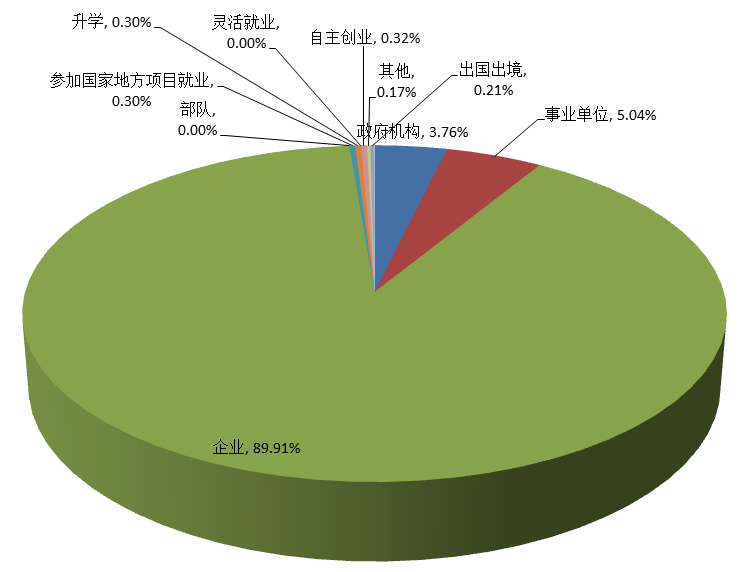 升学, 0.30%
灵活就业,
0.00%
自主创业, 0.32%
其他,
0.17%
出国出境,
0.21%
参加国家地方项目就业,
0.30%
部队,
0.00%
政府机构, 3.76%
事业单位, 5.04%
企业, 89.91%